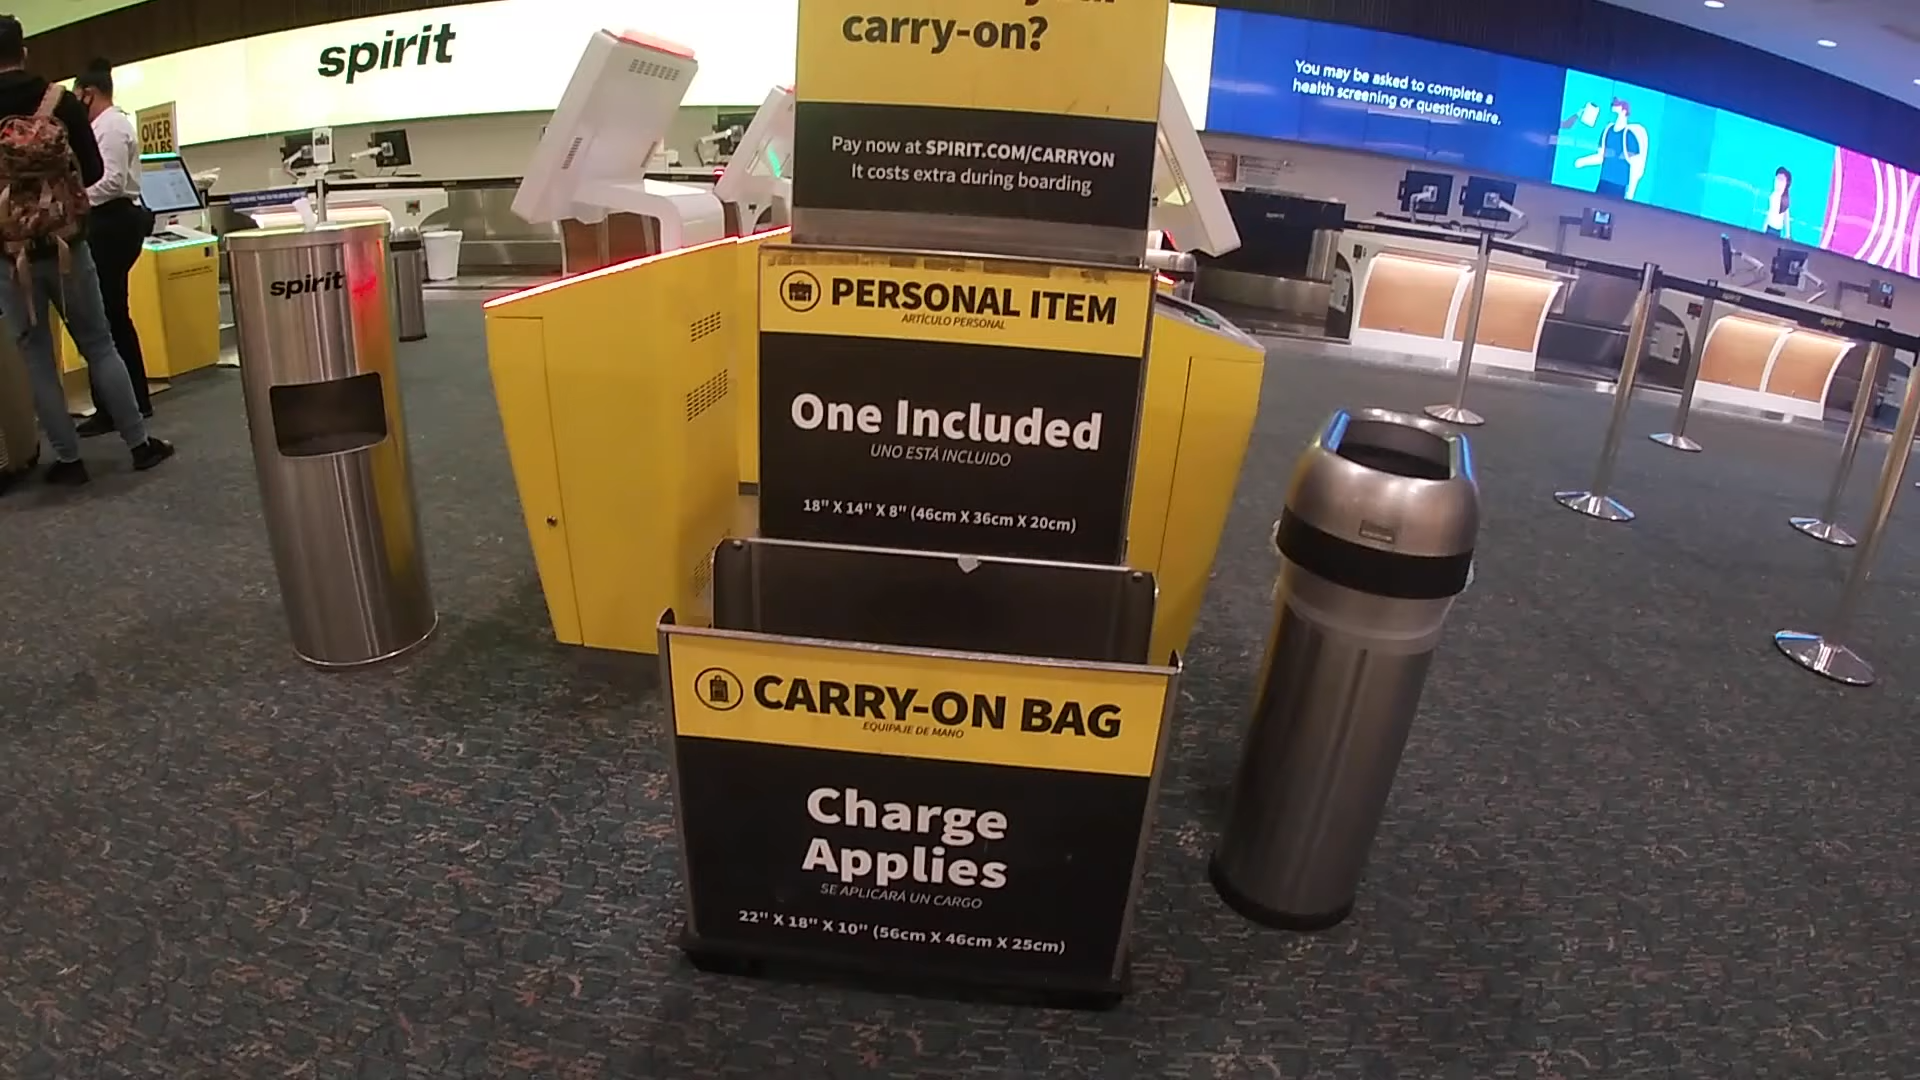 spirit
carry-on?
Pay now at SPIRIT.COM/CARRYON
It costs extra during boarding
You may be asked to complete a
health screening or questionnaire.
OVER
40 LBS
spirit
PERSONAL ITEM
ARTÍCULO PERSONAL
One Included
UNO ESTÁ INCLUIDO
18" X 14" X 8" (46cm X 36cm X 20cm)
CARRY-ON BAG
EQUIPAJE DE MANO
Charge
Applies
SE APLICARÁ UN CARGO
22" X 18" X 10" (56cm X 46cm X 25cm)